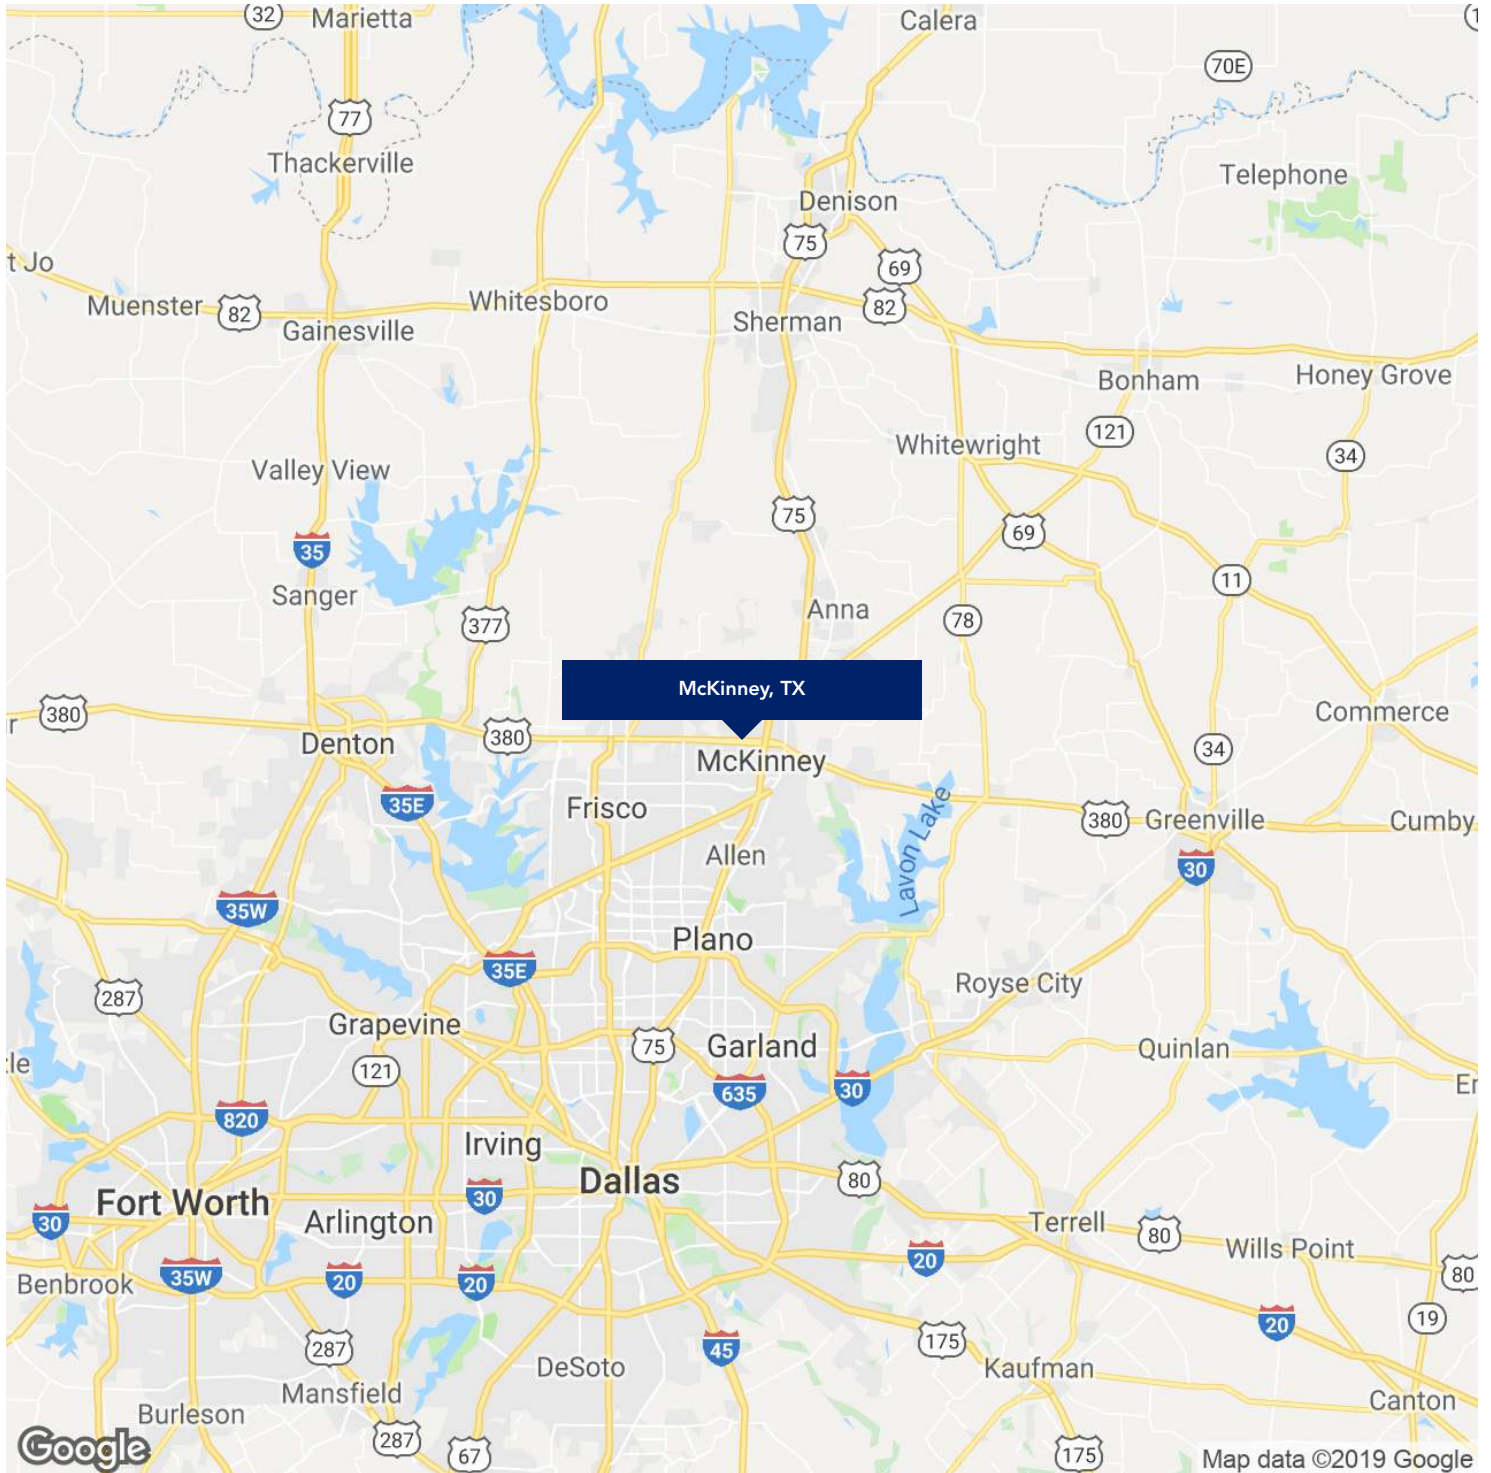 32
Marietta
Calera
1
70E
77
Thackerville
Telephone
Denison
75
69
t Jo
Muenster
82
Gainesville
Whitesboro
Sherman
82
Bonham
Honey Grove
121
Whitewright
34
Valley View
75
69
35
Sanger
11
377
Anna
78
McKinney, TX
380
r
Denton
380
McKinney
Commerce
34
35E
Frisco
Lavon Lake
380
Greenville
Cumby
Allen
30
35W
Plano
35E
287
Royse City
Grapevine
75
Garland
Quinlan
le
121
635
30
Er
820
Irving
Dallas
80
Fort Worth
30
30
Arlington
Terrell
80
Wills Point
20
Benbrook
35W
20
20
80
287
45
175
20
19
DeSoto
Kaufman
Mansfield
Canton
Burleson
287
67
175
Google
Map data ©2019 Google